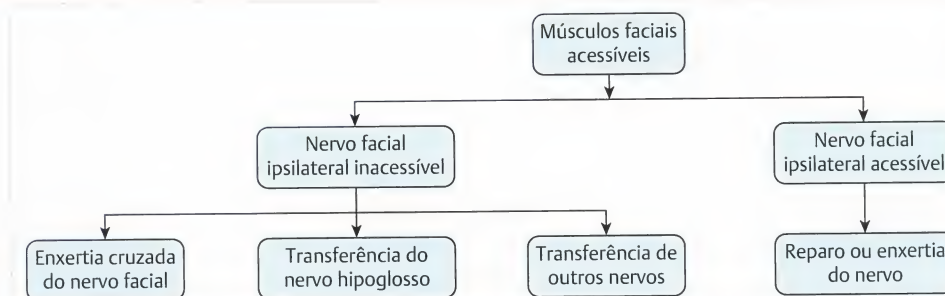 Músculos faciais
acessíveis
Nervo facial
ipsilateral inacessível
Nervo facial
ipsilateral acessível
Enxertia cruzada
do nervo facial
Transferência do
nervo hipoglosso
Transferência de
outros nervos
Reparo ou enxertia
do nervo